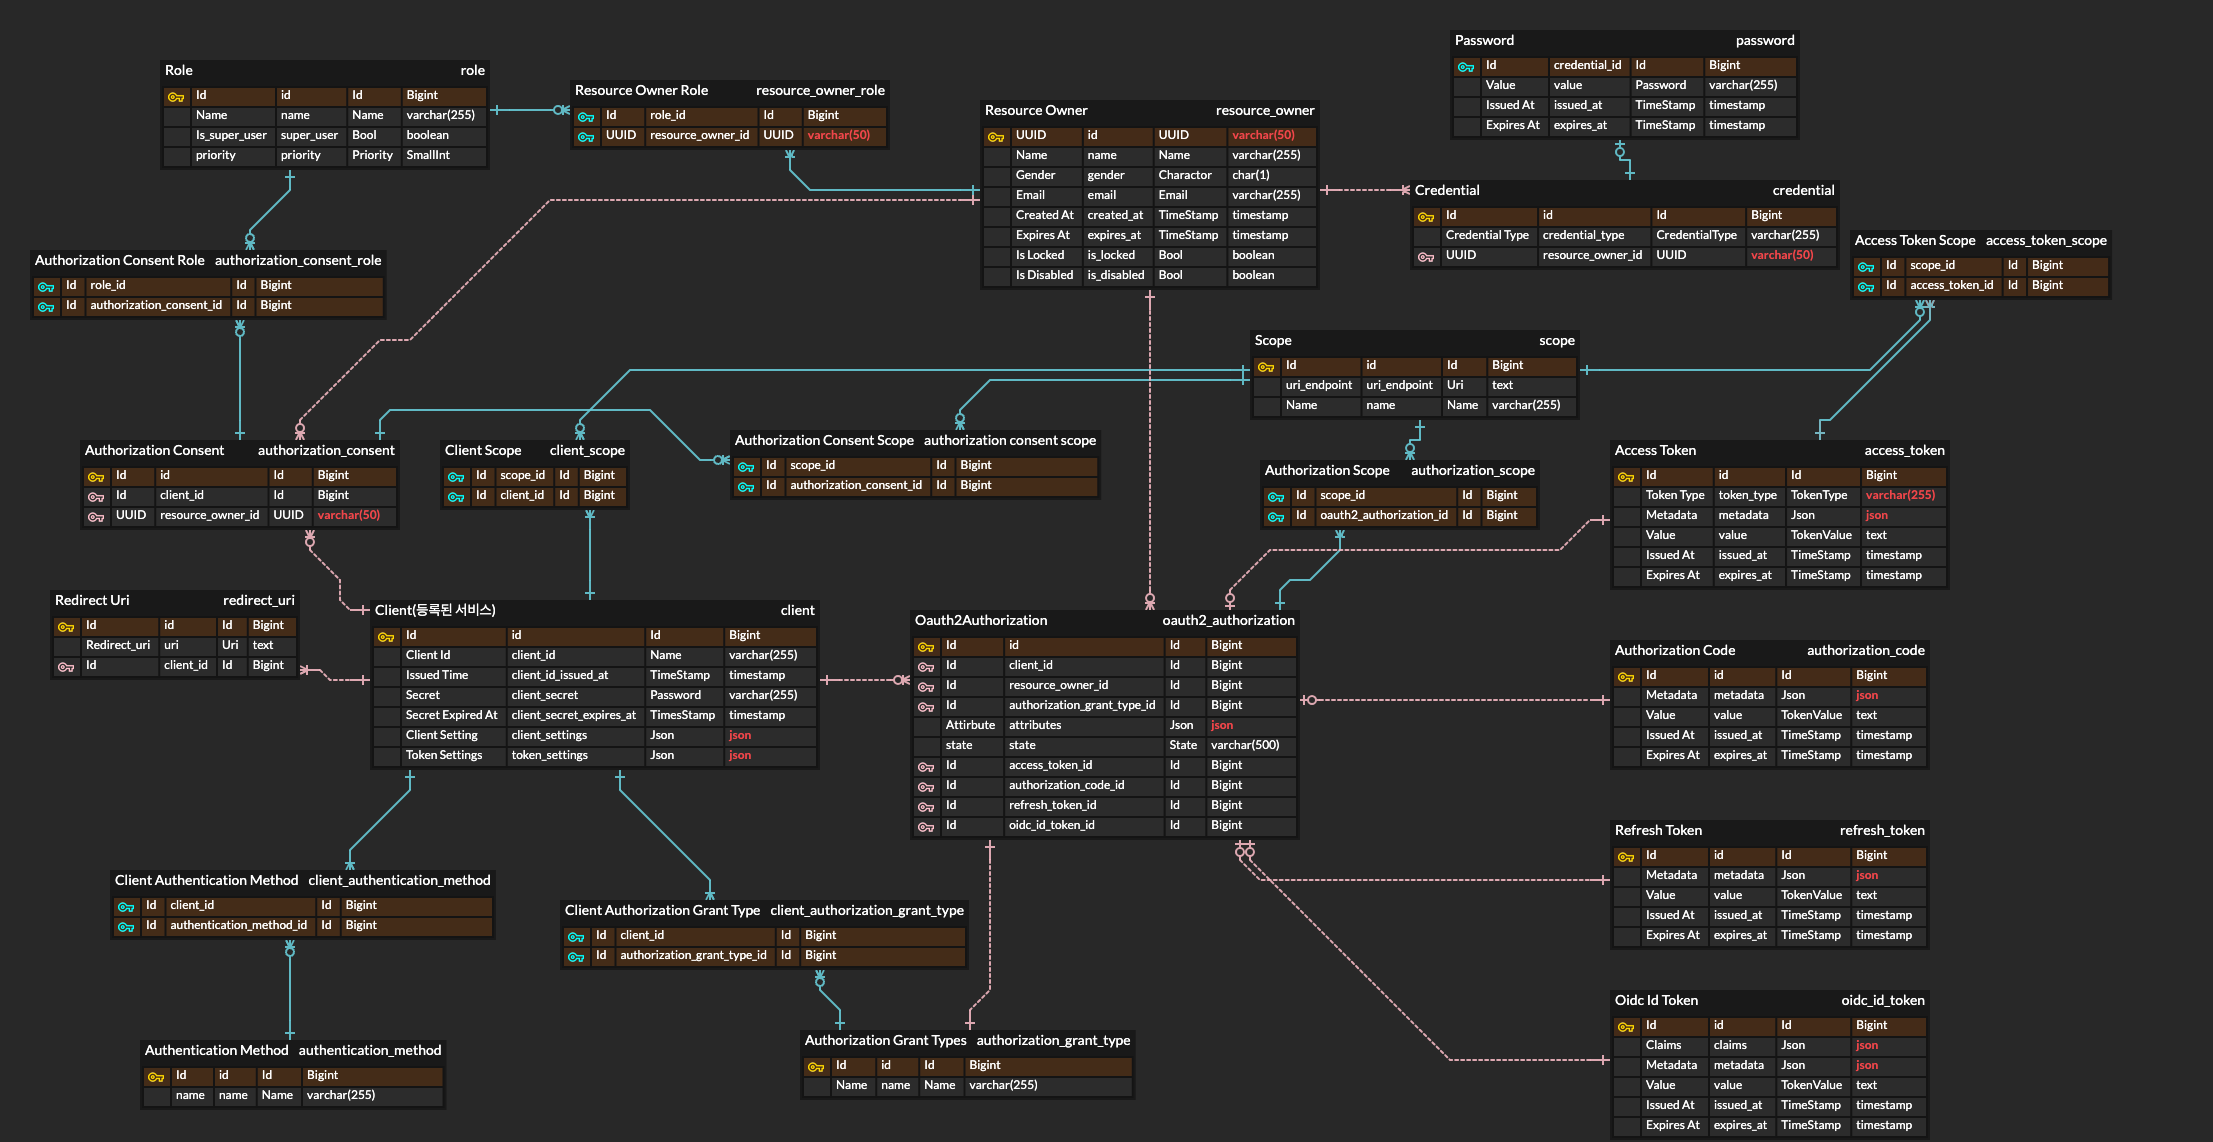 Password password
Id credential_id Id Bigint
Value value Password varchar(255)
Issued At issued_at TimeStamp timestamp
Expires At expires_at TimeStamp timestamp
Role role
Id id Id Bigint
Name name Name varchar(255)
Is_super_user super_user Bool boolean
priority priority Priority SmallInt
Resource Owner Role resource_owner_role
Id role_id Id Bigint
UUID resource_owner_id UUID varchar(50)
Resource Owner resource_owner
UUID id UUID varchar(50)
Name name Name varchar(255)
Gender gender Charactor char(1)
Email email Email varchar(255)
Created At created_at TimeStamp timestamp
Expires At expires_at TimeStamp timestamp
Is Locked is_locked Bool boolean
Is Disabled is_disabled Bool boolean
Credential credential
Id id Id Bigint
Credential Type credential_type CredentialType varchar(255)
UUID resource_owner_id UUID varchar(50)
Access Token Scope access_token_scope
Id scope_id Id Bigint
Id access_token_id Id Bigint
Authorization Consent Role authorization_consent_role
Id role_id Id Bigint
Id authorization_consent_id Id Bigint
Scope scope
Id id Id Bigint
uri_endpoint uri_endpoint Uri text
Name name Name varchar(255)
Authorization Consent authorization_consent
Id id Id Bigint
Id client_id Id Bigint
UUID resource_owner_id UUID varchar(50)
Client Scope client_scope
Id scope_id Id Bigint
Id client_id Id Bigint
Authorization Consent Scope authorization consent scope
Id scope_id Id Bigint
Id authorization_consent_id Id Bigint
Authorization Scope authorization_scope
Id scope_id Id Bigint
Id oauth2_authorization_id Id Bigint
Access Token access_token
Id id Id Bigint
Token Type token_type TokenType varchar(255)
Metadata metadata Json json
Value value TokenValue text
Issued At issued_at TimeStamp timestamp
Expires At expires_at TimeStamp timestamp
Redirect Uri redirect_uri
Id id Id Bigint
Redirect_uri uri Uri text
Id client_id Id Bigint
Client(등록된 서비스) client
Id id Id Bigint
Client Id client_id Name varchar(255)
Issued Time client_id_issued_at TimeStamp timestamp
Secret client_secret Password varchar(255)
Secret Expired At client_secret_expires_at TimesStamp timestamp
Client Setting client_settings Json json
Token Settings token_settings Json json
Oauth2Authorization oauth2_authorization
Id id Id Bigint
Id client_id Id Bigint
Id resource_owner_id Id Bigint
Id authorization_grant_type_id Id Bigint
Attirbute attributes Json json
state state State varchar(500)
Id access_token_id Id Bigint
Id authorization_code_id Id Bigint
Id refresh_token_id Id Bigint
Id oidc_id_token_id Id Bigint
Authorization Code authorization_code
Id id Id Bigint
Metadata metadata Json json
Value value TokenValue text
Issued At issued_at TimeStamp timestamp
Expires At expires_at TimeStamp timestamp
Refresh Token refresh_token
Id id Id Bigint
Metadata metadata Json json
Value value TokenValue text
Issued At issued_at TimeStamp timestamp
Expires At expires_at TimeStamp timestamp
Client Authentication Method client_authentication_method
Id client_id Id Bigint
Id authentication_method_id Id Bigint
Client Authorization Grant Type client_authorization_grant_type
Id client_id Id Bigint
Id authorization_grant_type_id Id Bigint
Oidc Id Token oidc_id_token
Id id Id Bigint
Claims claims Json json
Metadata metadata Json json
Value value TokenValue text
Issued At issued_at TimeStamp timestamp
Expires At expires_at TimeStamp timestamp
Authentication Method authentication_method
Id id Id Bigint
name name Name varchar(255)
Authorization Grant Types authorization_grant_type
Id id Id Bigint
Name name Name varchar(255)